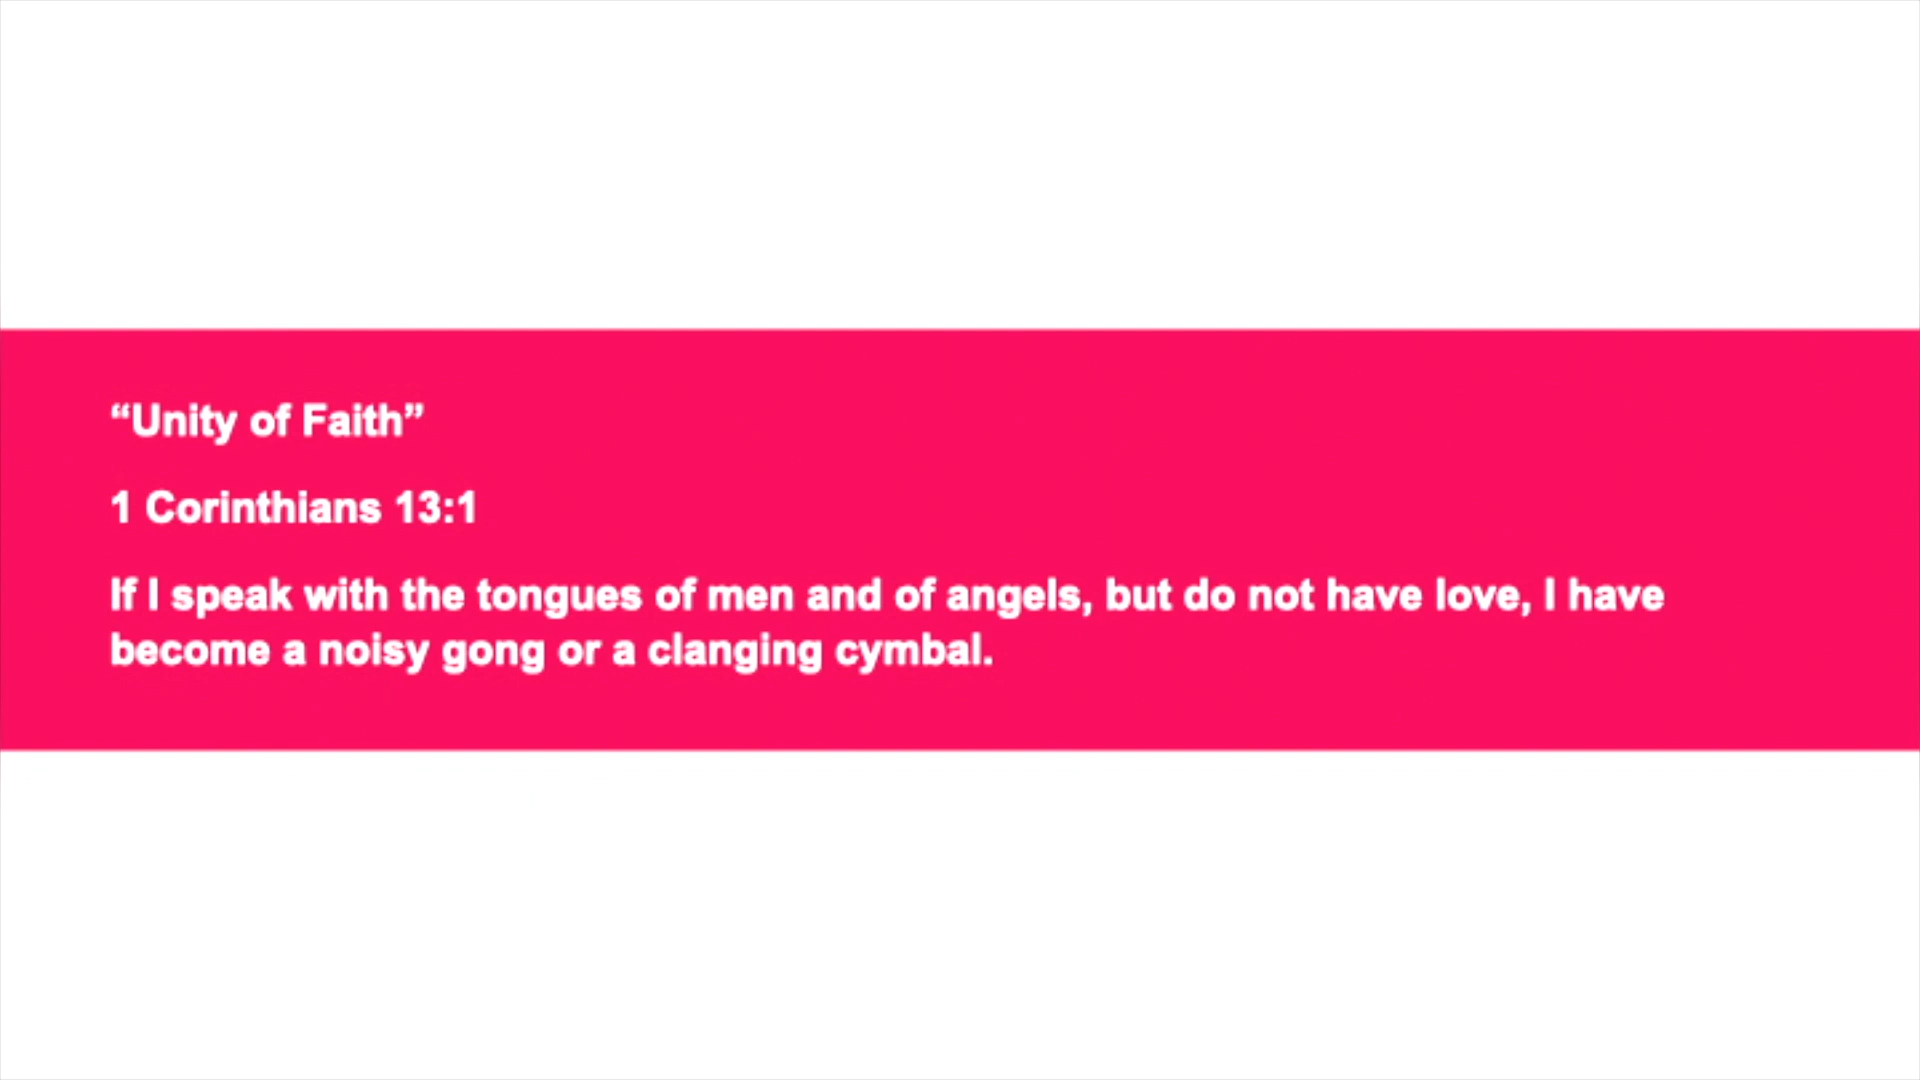 “Unity of Faith”
1 Corinthians 13:1
If I speak with the tongues of men and of angels, but do not have love, I have
become a noisy gong or a clanging cymbal.